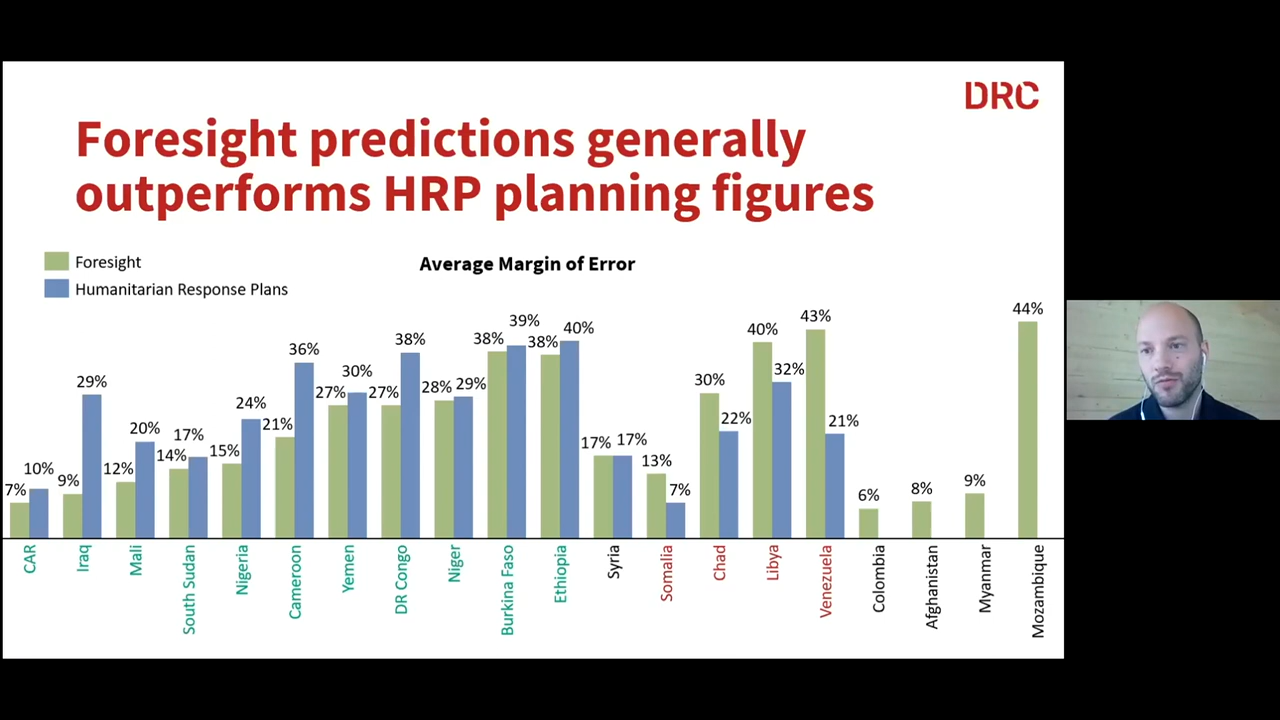 DRC
Foresight predictions generally
outperforms HRP planning figures
Foresight
Humanitarian Response Plans
Average Margin of Error
7% 10% 9% 29% 12% 20% 14% 17% 15% 24% 21% 36% 27% 30% 27% 38% 28% 29% 38% 39% 38% 40% 17% 17% 13% 7% 30% 22% 40% 32% 43% 21% 6% 8% 9% 44%
CAR
Iraq
Mali
South Sudan
Nigeria
Cameroon
Yemen
DR Congo
Niger
Burkina Faso
Ethiopia
Syria
Somalia
Chad
Libya
Venezuela
Colombia
Afghanistan
Myanmar
Mozambique